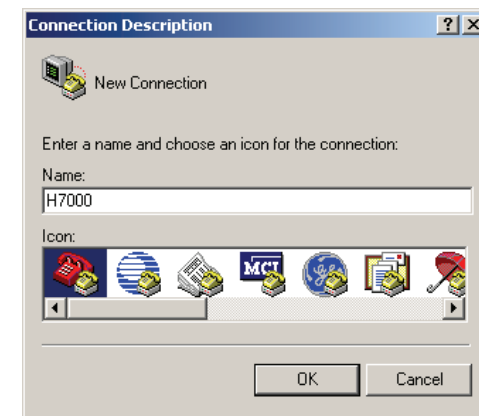 Connection Description
New Connection
Enter a name and choose an icon for the connection:
Name:
H7000
Icon:
MCI
OK Cancel